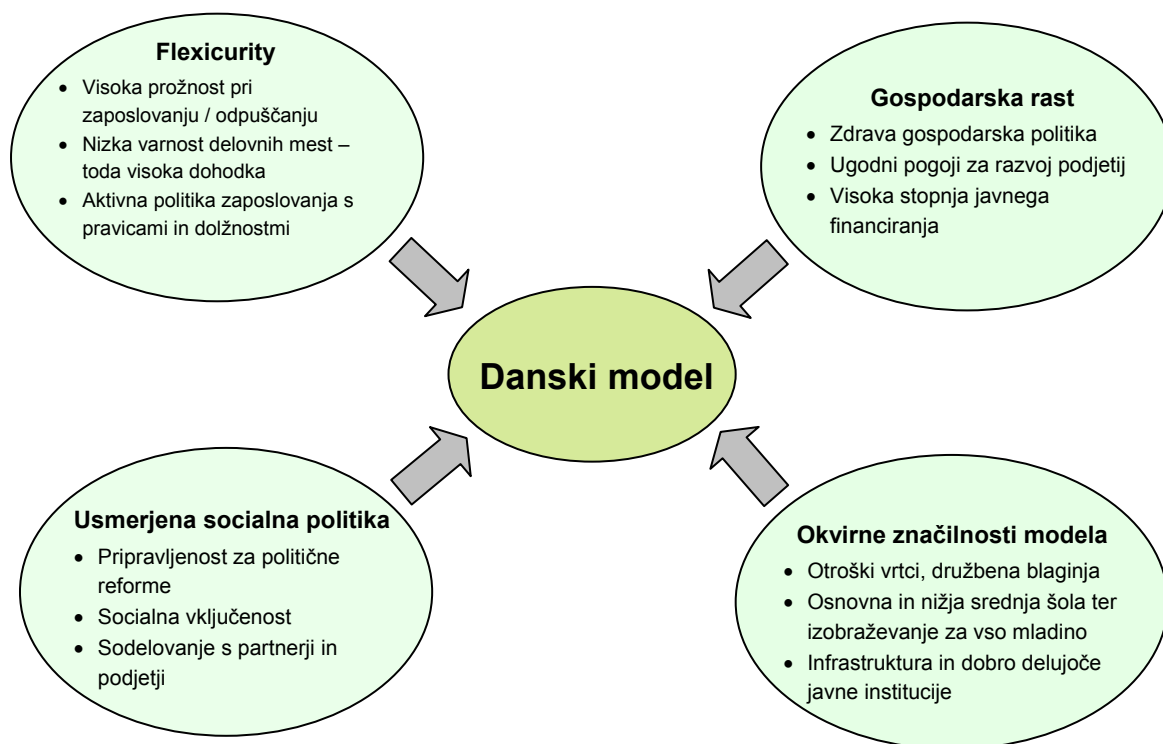 Flexicurity
• Visoka prožnost pri
zaposlovanju / odpuščanju
• Nizka varnost delovnih mest –
toda visoka dohodka
• Aktivna politika zaposlovanja s
pravicami in dolžnostmi
Gospodarska rast
• Zdrava gospodarska politika
• Ugodni pogoji za razvoj podjetij
• Visoka stopnja javnega
financiranja
Danski model
Usmerjena socialna politika
• Pripravljenost za politične
reforme
• Socialna vključenost
• Sodelovanje s partnerji in
podjetji
Okvirne značilnosti modela
• Otroški vrtci, družbena blaginja
• Osnovna in nižja srednja šola ter
izobraževanje za vso mladino
• Infrastruktura in dobro delujoče
javne institucije